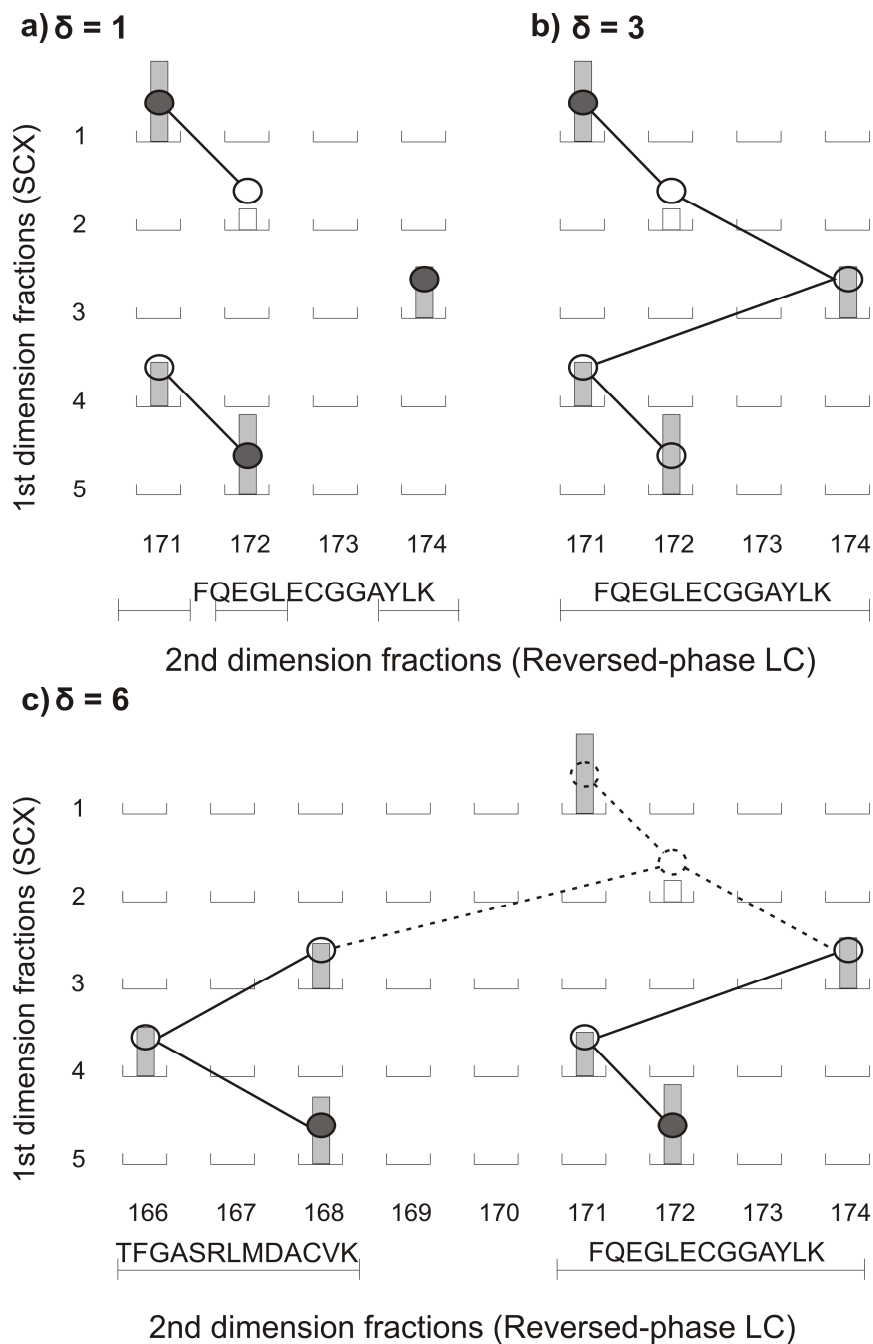 a) δ = 1
b) δ = 3
1st dimension fractions (SCX)
1
2
3
4
5
171 172 173 174
171 172 173 174
FQEGLECGGAYLK
FQEGLECGGAYLK
2nd dimension fractions (Reversed-phase LC)
c) δ = 6
1st dimension fractions (SCX)
1
2
3
4
5
166 167 168 169 170 171 172 173 174
TFGASRLMDACVK
FQEGLECGGAYLK
2nd dimension fractions (Reversed-phase LC)